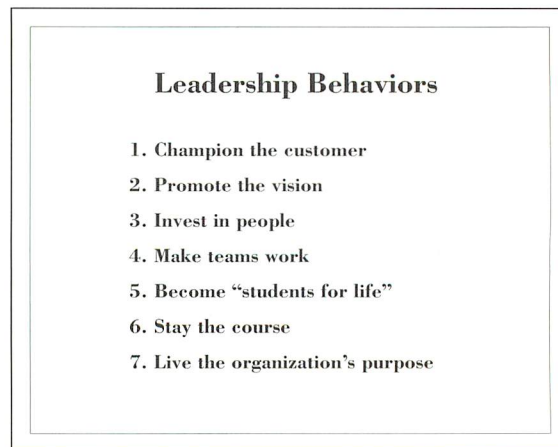 Leadership Behaviors
1. Champion the customer
2. Promote the vision
3. Invest in people
4. Make teams work
5. Become “students for life”
6. Stay the course
7. Live the organization’s purpose